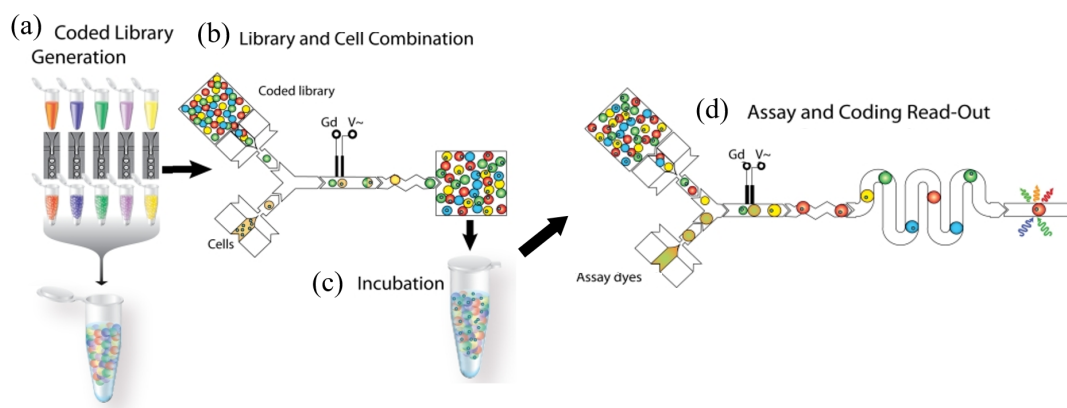 (a) Coded Library
Generation
(b) Library and Cell Combination
Coded library
Gd V~
Cells
(c) Incubation
(d) Assay and Coding Read-Out
Gd V~
Assay dyes